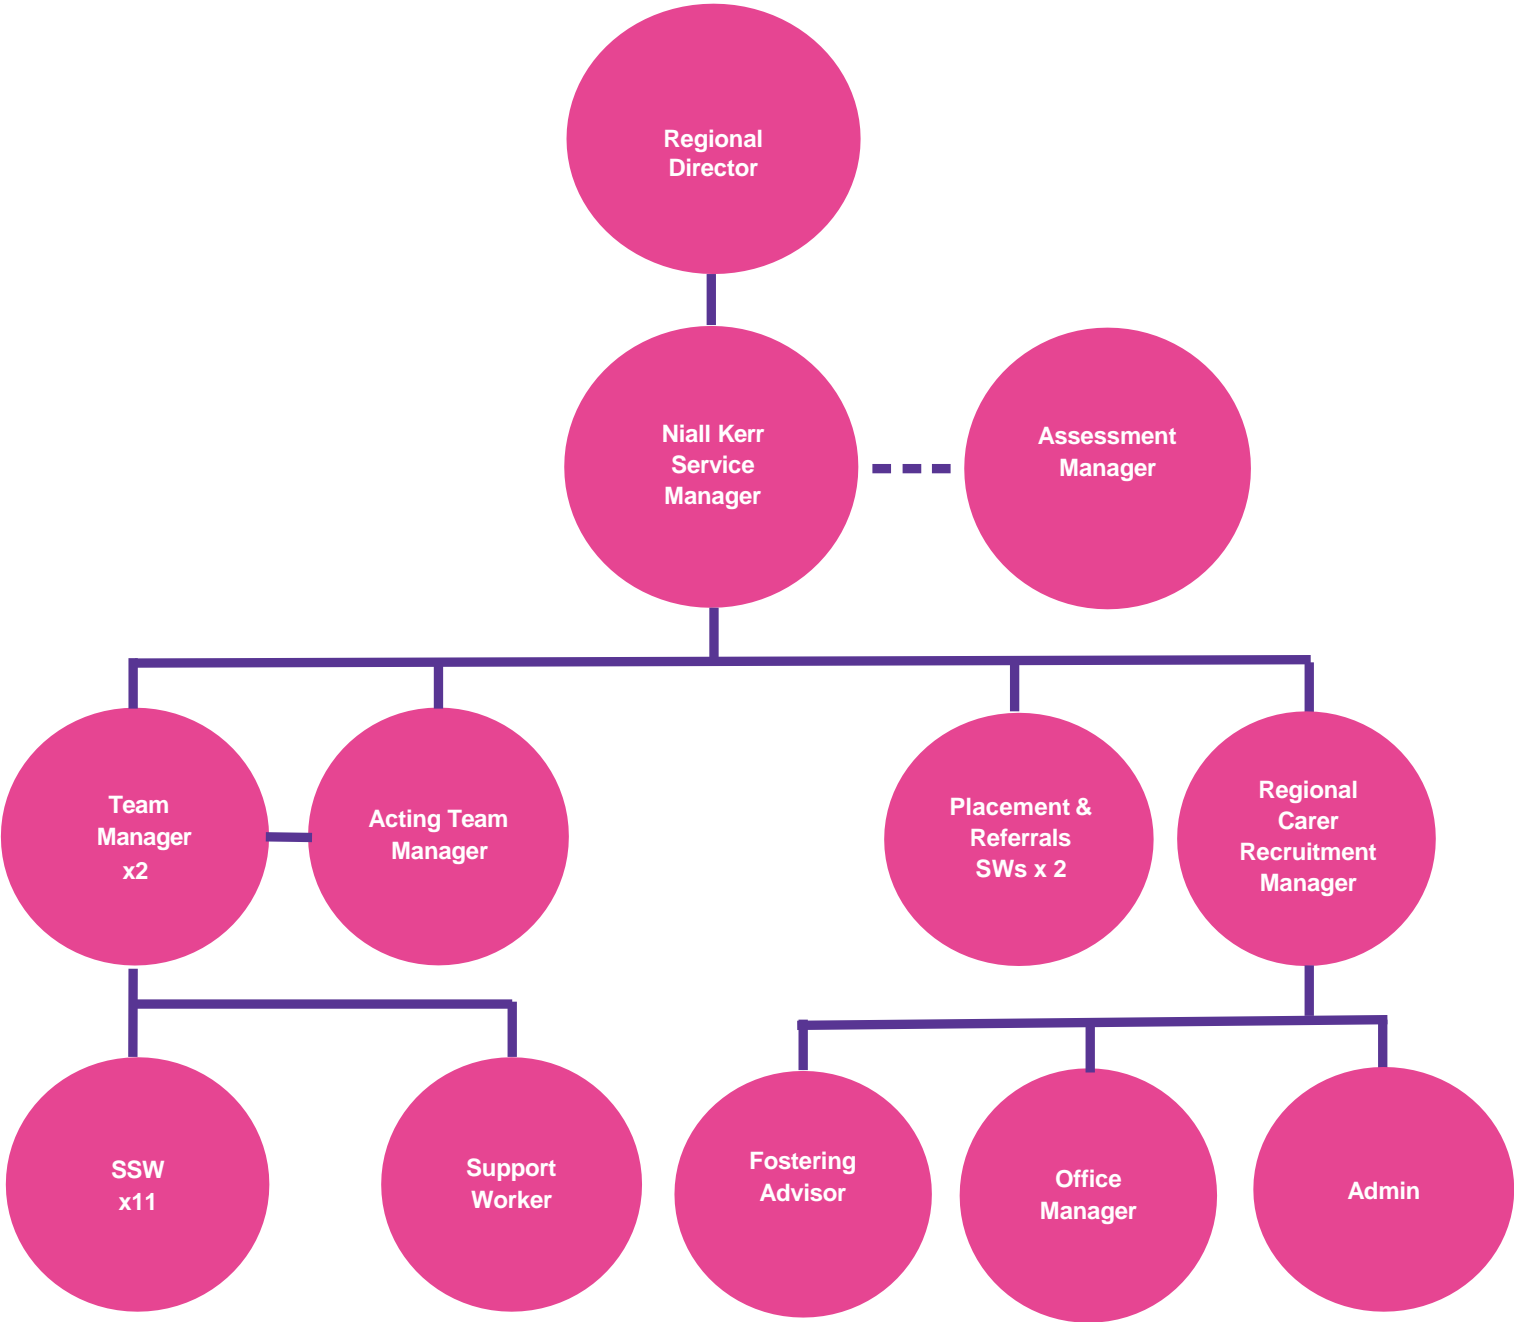 Regional
Director
Niall Kerr
Service
Manager
Assessment
Manager
Team
Manager
x2
Acting Team
Manager
Placement &
Referrals
SWs x 2
Regional
Carer
Recruitment
Manager
SSW
x11
Support
Worker
Fostering
Advisor
Office
Manager
Admin